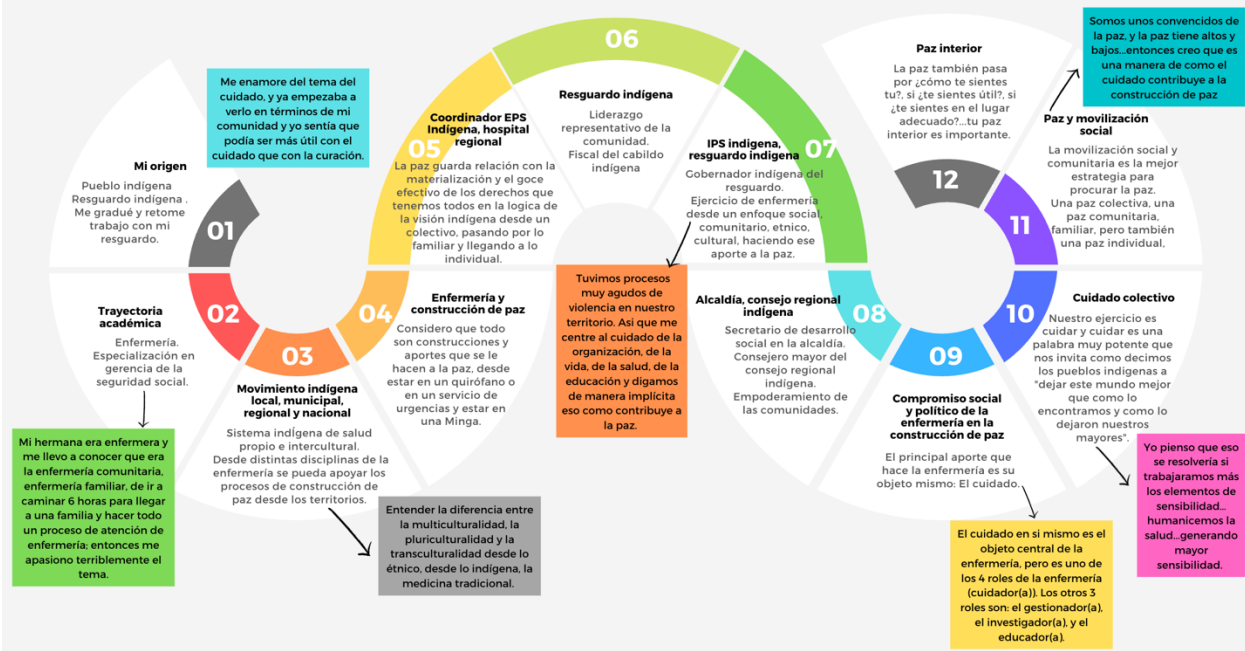 01
Mi origen
Pueblo indígena
Resguardo indígena .
Me gradué y retome
trabajo con mi
resguardo.
Me enamore del tema del
cuidado, y ya empezaba a
verlo en términos de mi
comunidad y yo sentía que
podía ser más útil con el
cuidado que con la curación.
02
Trayectoria
académica
Enfermería.
Especialización en
gerencia de la
seguridad social.
Mi hermana era enfermera y
me llevo a conocer que era
la enfermería comunitaria,
enfermería familiar, de ir a
caminar 6 horas para llegar
a una familia y hacer todo
un proceso de atención de
enfermería; entonces me
apasiono terriblemente el
tema.
03
Movimiento indígena
local, municipal,
regional y nacional
Sistema indÍgena de salud
propio e intercultural.
Desde distintas disciplinas de la
enfermería se pueda apoyar los
procesos de construcción de
paz desde los territorios.
Entender la diferencia entre
la multiculturalidad, la
pluriculturalidad y la
transculturalidad desde lo
étnico, desde lo indígena, la
medicina tradicional.
04
Enfermería y
construcción de paz
Considero que todo
son construcciones y
aportes que se le
hacen a la paz, desde
estar en un quirófano o
en un servicio de
urgencias y estar en
una Minga.
05
Coordinador EPS
Indígena, hospital
regional
La paz guarda relación con la
materialización y el goce
efectivo de los derechos que
tenemos todos en la logica de
la visión indígena desde un
colectivo, pasando por lo
familiar y llegando a lo
individual.
06
Resguardo indígena
Liderazgo
representativo de la
comunidad.
Fiscal del cabildo
indígena
07
IPS indigena,
resguardo indigena
Gobernador indígena del
resguardo.
Ejercicio de enfermería
desde un enfoque social,
comunitario, etnico,
cultural, haciendo ese
aporte a la paz.
Tuvimos procesos
muy agudos de
violencia en nuestro
territorio. Asi que me
centre al cuidado de la
organización, de la
vida, de la salud, de la
educación y digamos
de manera implícita
eso como contribuye a
la paz.
08
Alcaldía, consejo regional
indígena
Secretario de desarrollo
social en la alcaldía.
Consejero mayor del
consejo regional
indígena.
Empoderamiento de
las comunidades.
09
Compromiso social
y político de la
enfermería en la
construcción de paz
El principal aporte que
hace la enfermería es su
objeto mismo: El cuidado.
El cuidado en si mismo es el
objeto central de la
enfermería, pero es uno de
los 4 roles de la enfermería
(cuidador(a)). Los otros 3
roles son: el gestionador(a),
el investigador(a), y el
educador(a).
10
Cuidado colectivo
Nuestro ejercicio es
cuidar y cuidar es una
palabra muy potente que
nos invita como decimos
los pueblos indigenas a
"dejar este mundo mejor
que como lo
encontramos y como lo
dejaron nuestros
mayores".
Yo pienso que eso
se resolvería si
trabajaramos más
los elementos de
sensibilidad...
humanicemos la
salud...generando
mayor
sensibilidad.
11
Paz y movilización
social
La movilización social y
comunitaria es la mejor
estrategia para
procurar la paz.
Una paz colectiva, una
paz comunitaria,
familiar, pero también
una paz individual,
Somos unos convencidos de
la paz, y la paz tiene altos y
bajos...entonces creo que es
una manera de como el
cuidado contribuye a la
construcción de paz
12
Paz interior
La paz también pasa
por ¿cómo te sientes
tu?, si ¿te sientes útil?, si
¿te sientes en el lugar
adecuado?...tu paz
interior es importante.